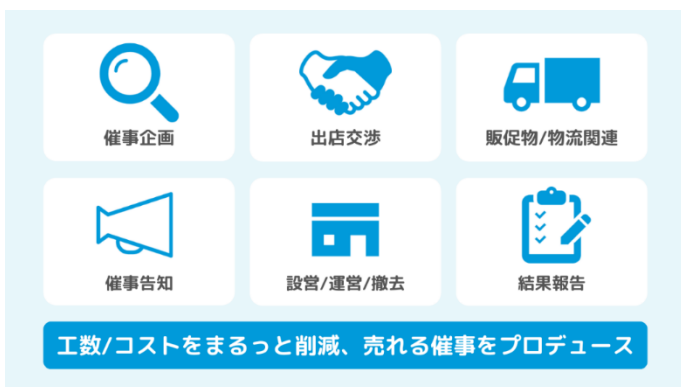 催事企画
出店交渉
販促物/物流関連
催事告知
設営/運営/撤去
結果報告
工数/コストをまるっと削減、売れる催事をプロデュース